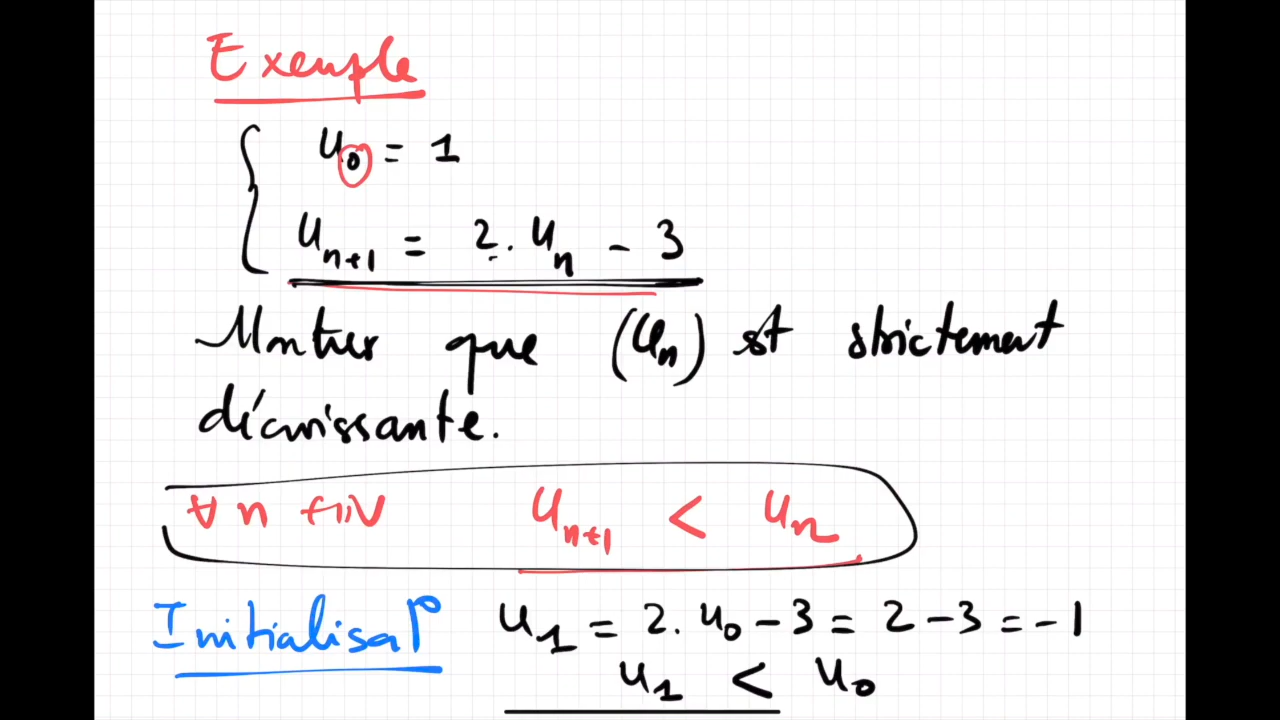 Exemple
u₀ = 1
uₙ₊₁ = 2. uₙ - 3
Montrer que (uₙ) est strictement
décroissante.
∀ n ∈ ℕ uₙ₊₁ < uₙ
Initialisatº u₁ = 2. u₀ - 3 = 2 - 3 = -1
u₁ < u₀